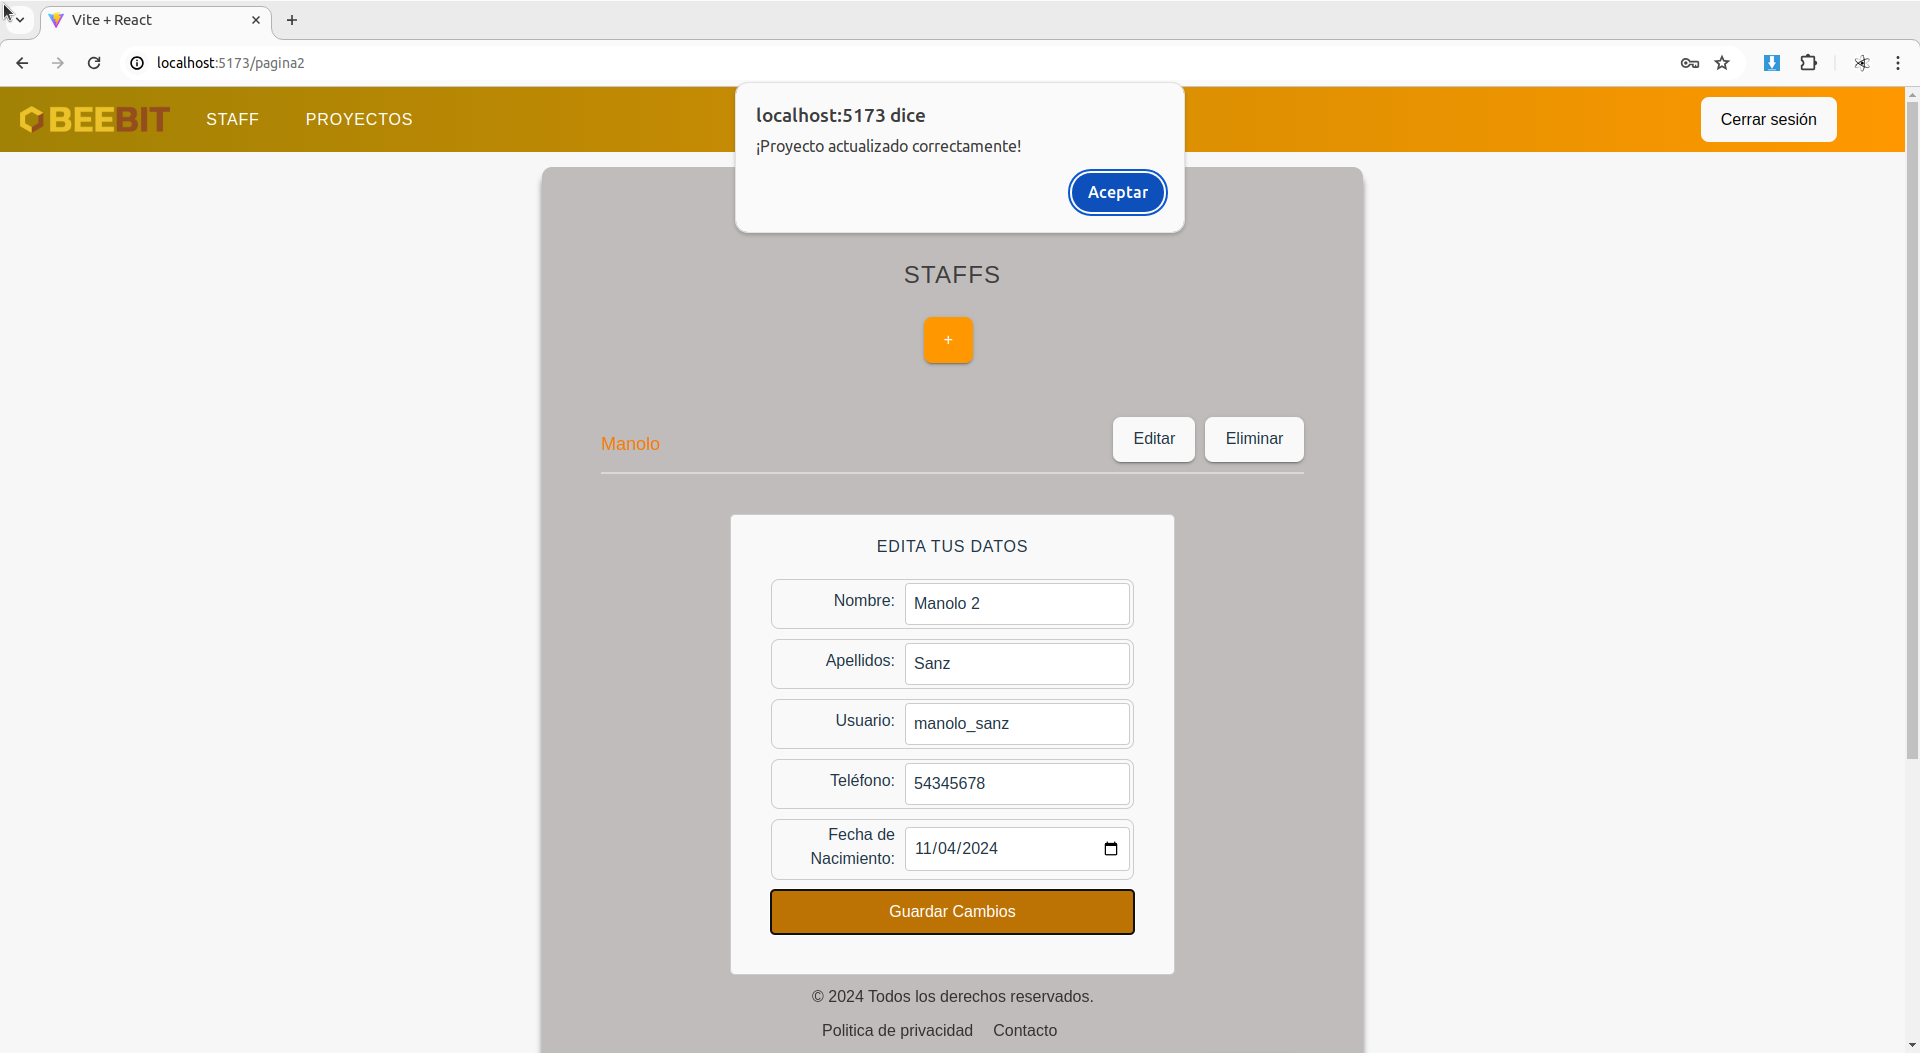 Vite + React
localhost:5173/pagina2
BEEBIT
STAFF
PROYECTOS
Cerrar sesión
localhost:5173 dice
¡Proyecto actualizado correctamente!
Aceptar
STAFFS
+
Manolo
Editar
Eliminar
EDITA TUS DATOS
Nombre: Manolo 2
Apellidos: Sanz
Usuario: manolo_sanz
Teléfono: 54345678
Fecha de
Nacimiento: 11/04/2024
Guardar Cambios
© 2024 Todos los derechos reservados.
Politica de privacidad Contacto